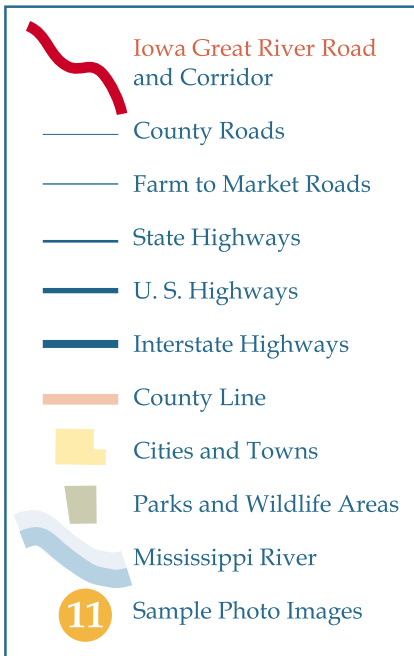 Iowa Great River Road
and Corridor
County Roads
Farm to Market Roads
State Highways
U. S. Highways
Interstate Highways
County Line
Cities and Towns
Parks and Wildlife Areas
Mississippi River
11 Sample Photo Images